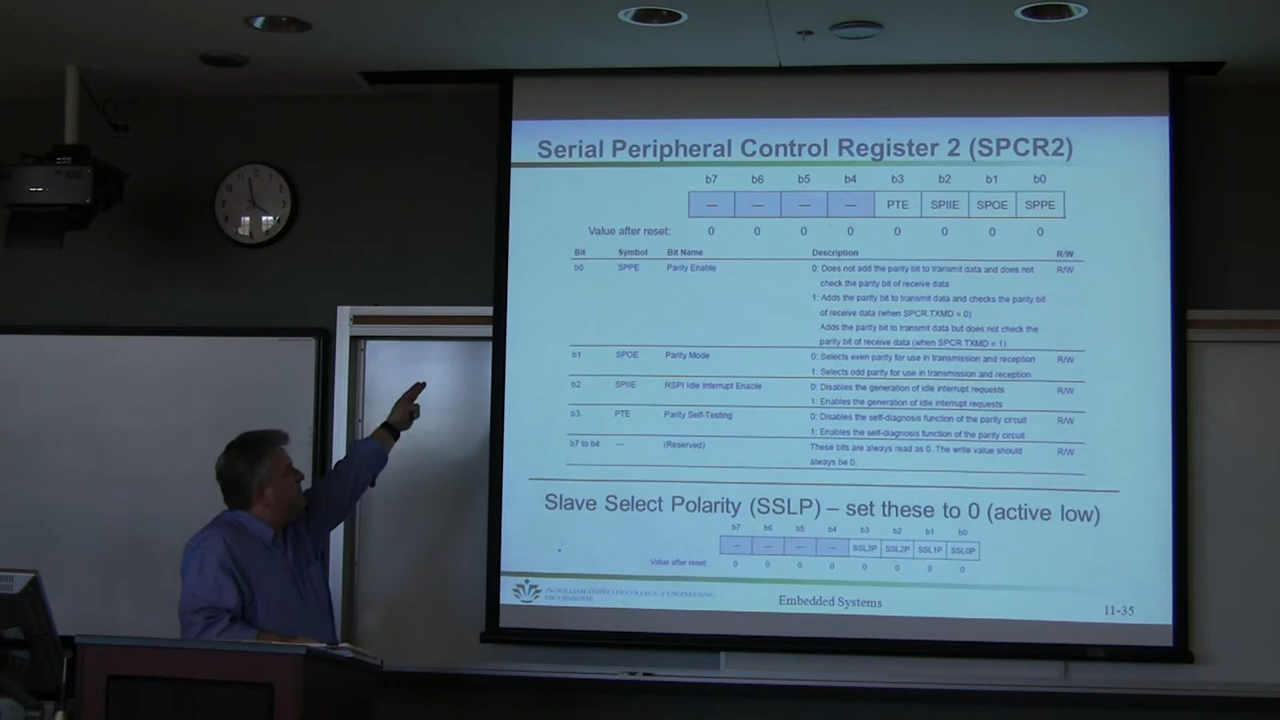 Serial Peripheral Control Register 2 (SPCR2)
b7 b6 b5 b4 b3 b2 b1 b0
— — — — PTE SPIIE SPOE SPPE
Value after reset: 0 0 0 0 0 0 0 0
Bit Symbol Bit Name Description R/W
b0 SPPE Parity Enable 0: Does not add the parity bit to transmit data and does not R/W
check the parity bit of receive data
1: Adds the parity bit to transmit data and checks the parity bit
of receive data (when SPCR.TXMD = 0)
Adds the parity bit to transmit data but does not check the
parity bit of receive data (when SPCR.TXMD = 1)
b1 SPOE Parity Mode 0: Selects even parity for use in transmission and reception R/W
1: Selects odd parity for use in transmission and reception
b2 SPIIE RSPI Idle Interrupt Enable 0: Disables the generation of idle interrupt requests R/W
1: Enables the generation of idle interrupt requests
b3 PTE Parity Self-Testing 0: Disables the self-diagnosis function of the parity circuit R/W
1: Enables the self-diagnosis function of the parity circuit
b7 to b4 — (Reserved) These bits are always read as 0. The write value should R/W
always be 0.
Slave Select Polarity (SSLP) – set these to 0 (active low)
b7 b6 b5 b4 b3 b2 b1 b0
— — — — SSL3P SSL2P SSL1P SSL0P
Value after reset: 0 0 0 0 0 0 0 0
The WILLIAM STATES LEE COLLEGE of ENGINEERING
UNC CHARLOTTE
Embedded Systems
11-35